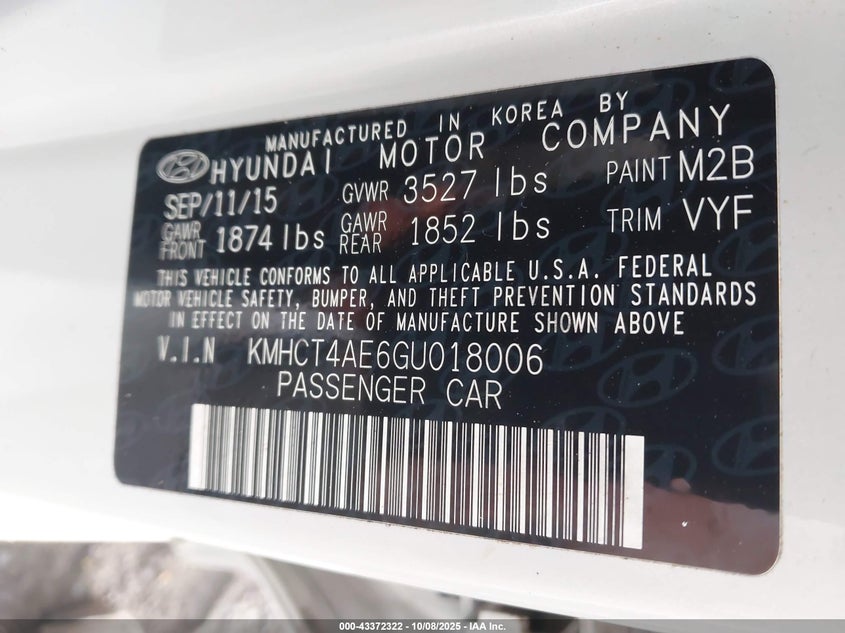 MANUFACTURED IN KOREA BY
HYUNDAI MOTOR COMPANY
SEP/11/15 GVWR 3527 lbs PAINT M2B
GAWR FRONT 1874 lbs GAWR REAR 1852 lbs TRIM VYF
THIS VEHICLE CONFORMS TO ALL APPLICABLE U.S.A. FEDERAL
MOTOR VEHICLE SAFETY, BUMPER, AND THEFT PREVENTION STANDARDS
IN EFFECT ON THE DATE OF MANUFACTURE SHOWN ABOVE
V.I.N KMHCT4AE6GU018006
PASSENGER CAR
000-43372322 | 10/08/2025 - IAA Inc.